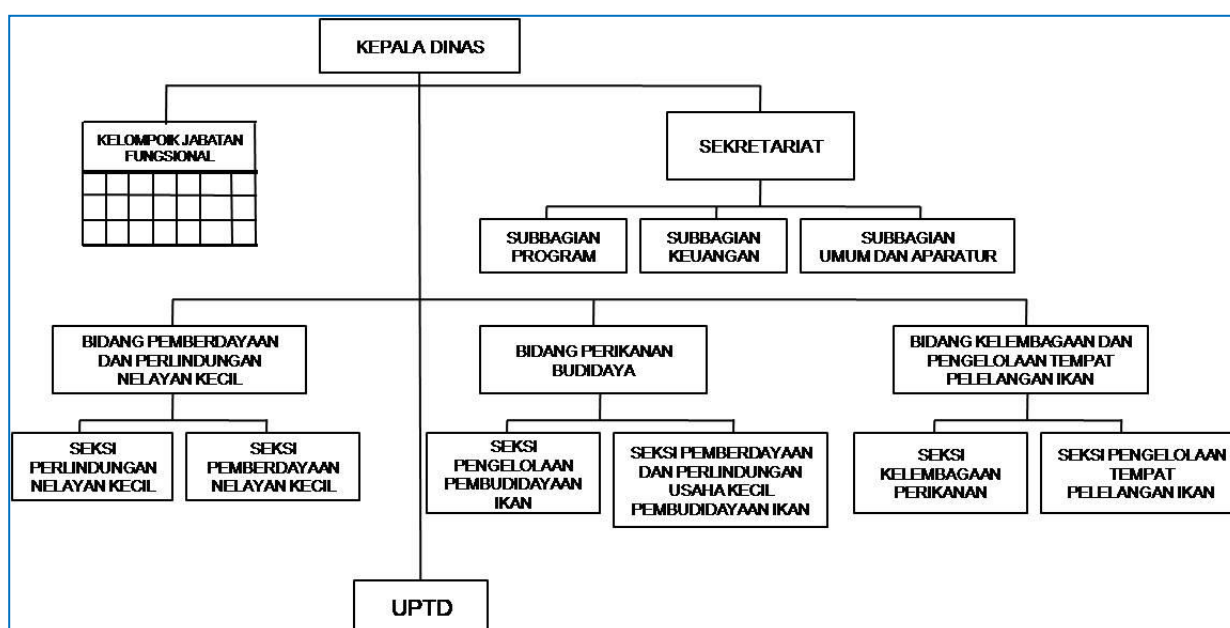 KEPALA DINAS
KELOMPOIK JABATAN
FUNGSIONAL
SEKRETARIAT
SUBBAGIAN
PROGRAM
SUBBAGIAN
KEUANGAN
SUBBAGIAN
UMUM DAN APARATUR
BIDANG PEMBERDAYAAN
DAN PERLINDUNGAN
NELAYAN KECIL
BIDANG PERIKANAN
BUDIDAYA
BIDANG KELEMBAGAAN DAN
PENGELOLAAN TEMPAT
PELELANGAN IKAN
SEKSI
PERLINDUNGAN
NELAYAN KECIL
SEKSI
PEMBERDAYAAN
NELAYAN KECIL
SEKSI
PENGELOLAAN
PEMBUDIDAYAAN
IKAN
SEKSI PEMBERDAYAAN
DAN PERLINDUNGAN
USAHA KECIL
PEMBUDIDAYAAN IKAN
SEKSI
KELEMBAGAAN
PERIKANAN
SEKSI PENGELOLAAN
TEMPAT
PELELANGAN IKAN
UPTD